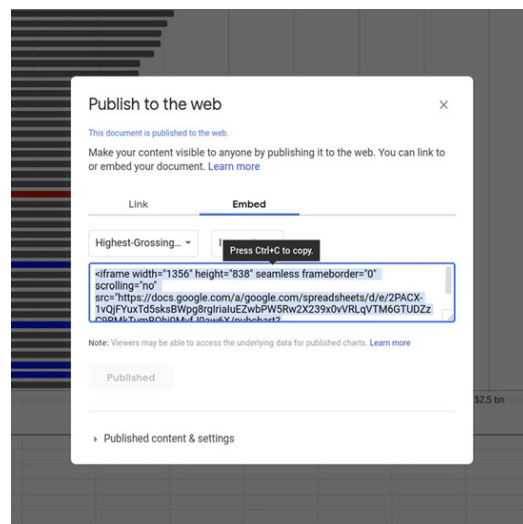 Publish to the web
This document is published to the web.
Make your content visible to anyone by publishing it to the web. You can link to
or embed your document. Learn more
Link Embed
Highest-Grossing...
Press Ctrl+C to copy.
<iframe width="1356" height="838" seamless frameborder="0"
scrolling="no"
src="https://docs.google.com/a/google.com/spreadsheets/d/e/2PACX-
Note: Viewers may be able to access the underlying data for published charts. Learn more
Published
$2.5 bn
Published content & settings